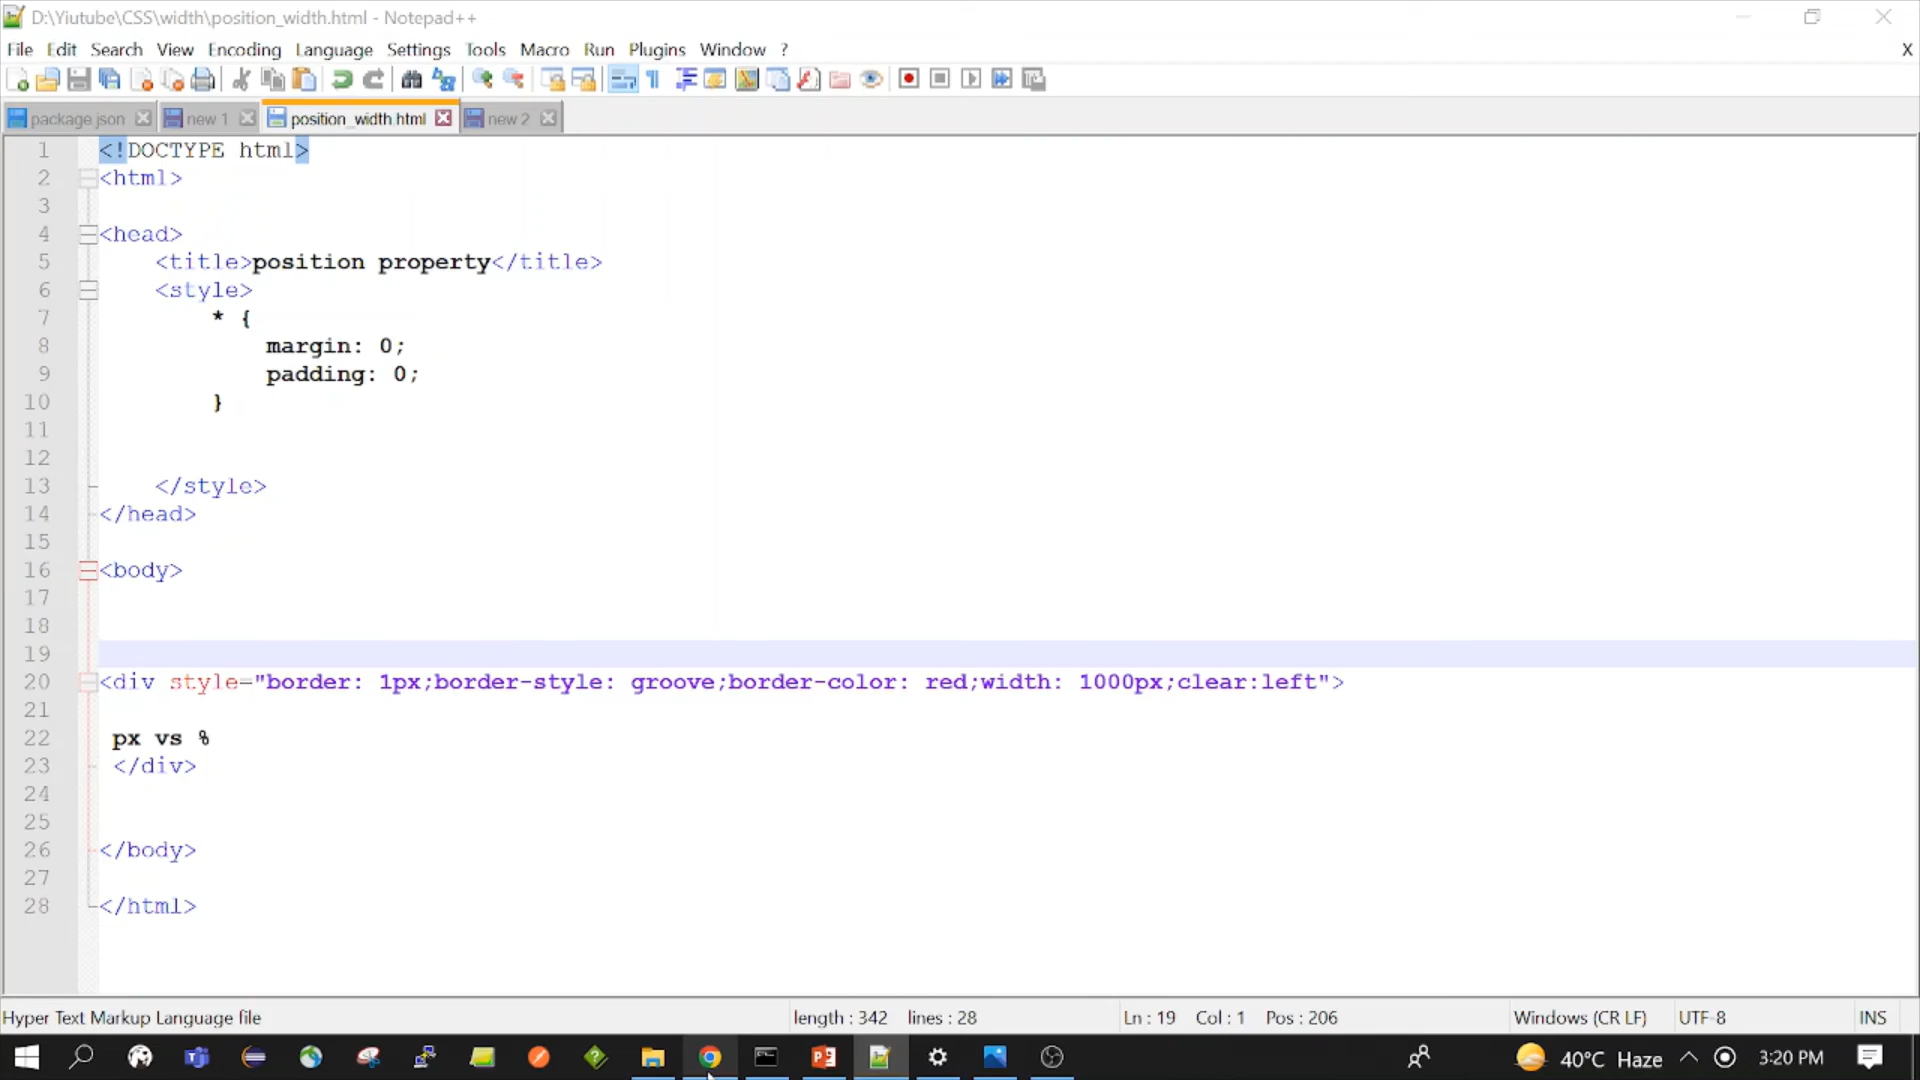 D:\Yiutube\CSS\width\position_width.html - Notepad++
File Edit Search View Encoding Language Settings Tools Macro Run Plugins Window ? X
package.json new 1 position_width.html new 2
1 <!DOCTYPE html>
2 <html>
3
4 <head>
5 <title>position property</title>
6 <style>
7 * {
8 margin: 0;
9 padding: 0;
10 }
11
12
13 </style>
14 </head>
15
16 <body>
17
18
19
20 <div style="border: 1px;border-style: groove;border-color: red;width: 1000px;clear:left">
21
22 px vs %
23 </div>
24
25
26 </body>
27
28 </html>
Hyper Text Markup Language file length : 342 lines : 28 Ln : 19 Col : 1 Pos : 206 Windows (CR LF) UTF-8 INS
40°C Haze 3:20 PM